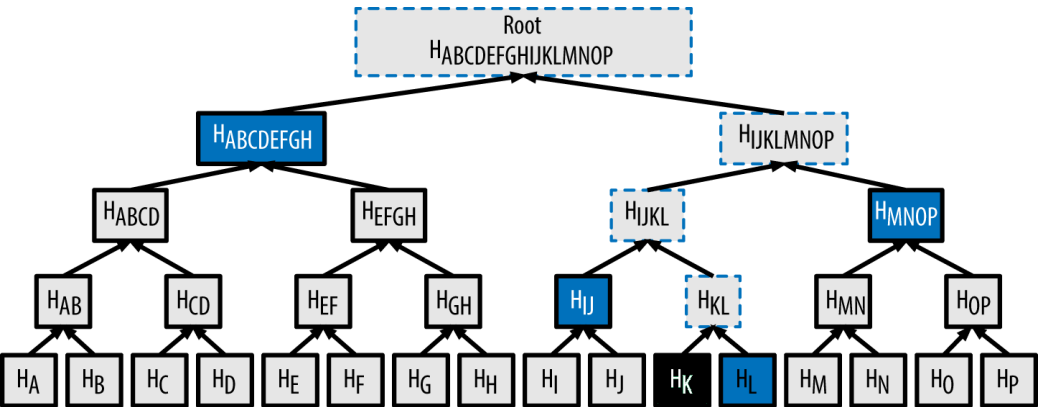 Root
HABCDEFGHIJKLMNOP
HABCDEFGH HIJKLMNOP
HABCD HEFGH HIJKL HMNOP
HAB HCD HEF HGH HIJ HKL HMN HOP
HA HB HC HD HE HF HG HH HI HJ HK HL HM HN HO HP